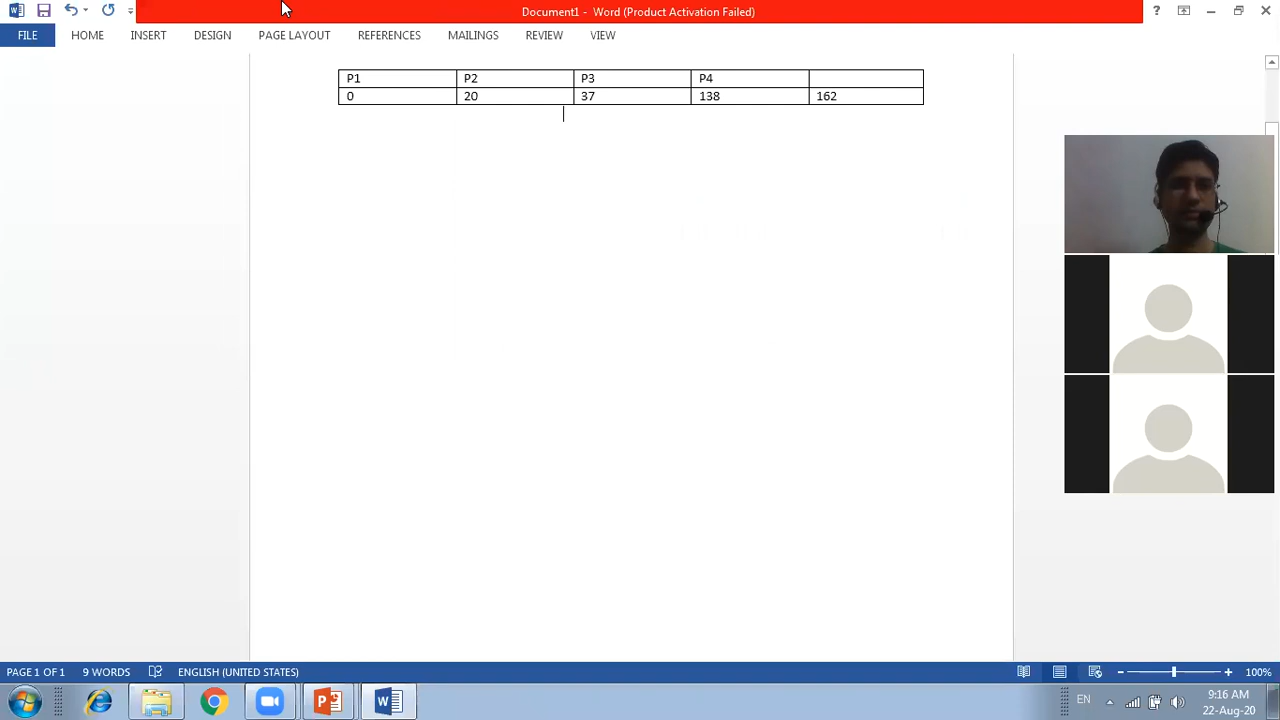 Document1 - Word (Product Activation Failed)
FILE HOME INSERT DESIGN PAGE LAYOUT REFERENCES MAILINGS REVIEW VIEW
P1 P2 P3 P4
0 20 37 138 162
PAGE 1 OF 1 9 WORDS ENGLISH (UNITED STATES) 100%
EN 9:16 AM
22-Aug-20